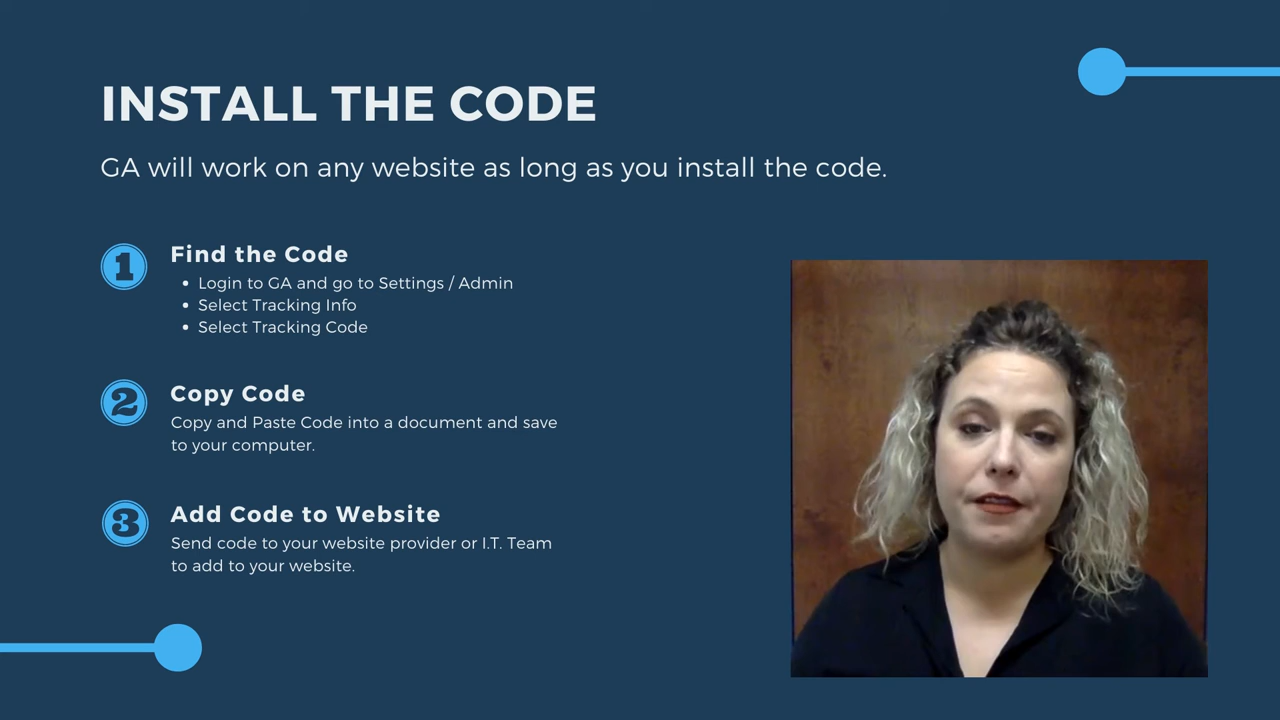 INSTALL THE CODE
GA will work on any website as long as you install the code.
1
Find the Code
• Login to GA and go to Settings / Admin
• Select Tracking Info
• Select Tracking Code
2
Copy Code
Copy and Paste Code into a document and save
to your computer.
3
Add Code to Website
Send code to your website provider or I.T. Team
to add to your website.